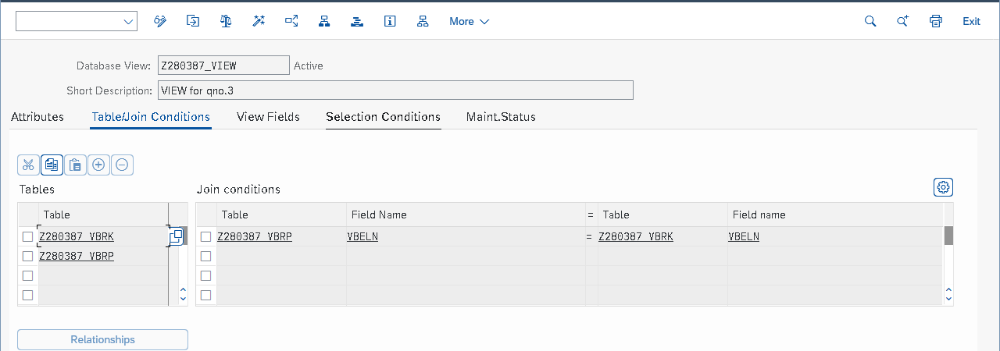 More Exit
Database View: Z280387_VIEW Active
Short Description: VIEW for qno.3
Attributes Table/Join Conditions View Fields Selection Conditions Maint.Status
Tables Join conditions
Table Table Field Name = Table Field name
Z280387_VBRK Z280387_VBRP VBELN = Z280387_VBRK VBELN
Z280387_VBRP
Relationships